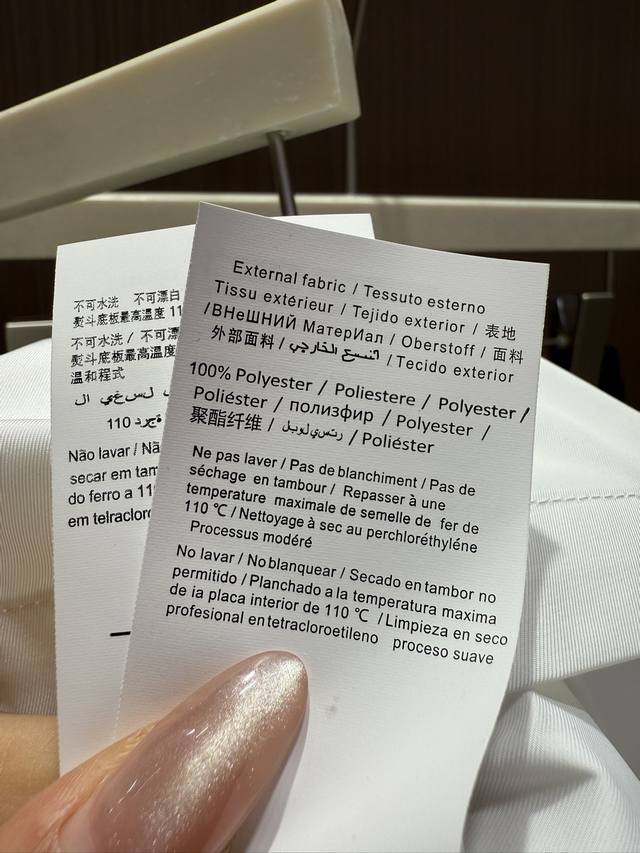 External fabric / Tessuto esterno
Tissu extérieur / Tejido exterior / 表地
/ВНеШНИЙ МатерИал / Oberstoff / 面料
外部面料 / / Tecido exterior
100% Polyester / Poliestere / Polyester /
Poliéster / полизфир / Polyester /
聚酯纤维 / / Poliéster
Ne pas laver / Pas de blanchiment / Pas de
séchage en tambour / Repasser à une
temperature maximale de semelle de fer de
110 ℃ / Nettoyage à sec au perchloréthyléne
Processus modéré
No lavar / No blanquear / Secado en tambor no
permitido / Planchado a la temperatura maxima
de ia placa interior de 110 ℃ / Limpieza en seco
profesional en tetracloroetileno proceso suave
不可水洗 不可漂白
熨斗底板最高温度 11
不可水洗 / 不可漂
熨斗底板最高温度
温和程式
110
Não lavar / Nã
secar em tam
do ferro a 11
em telracloro